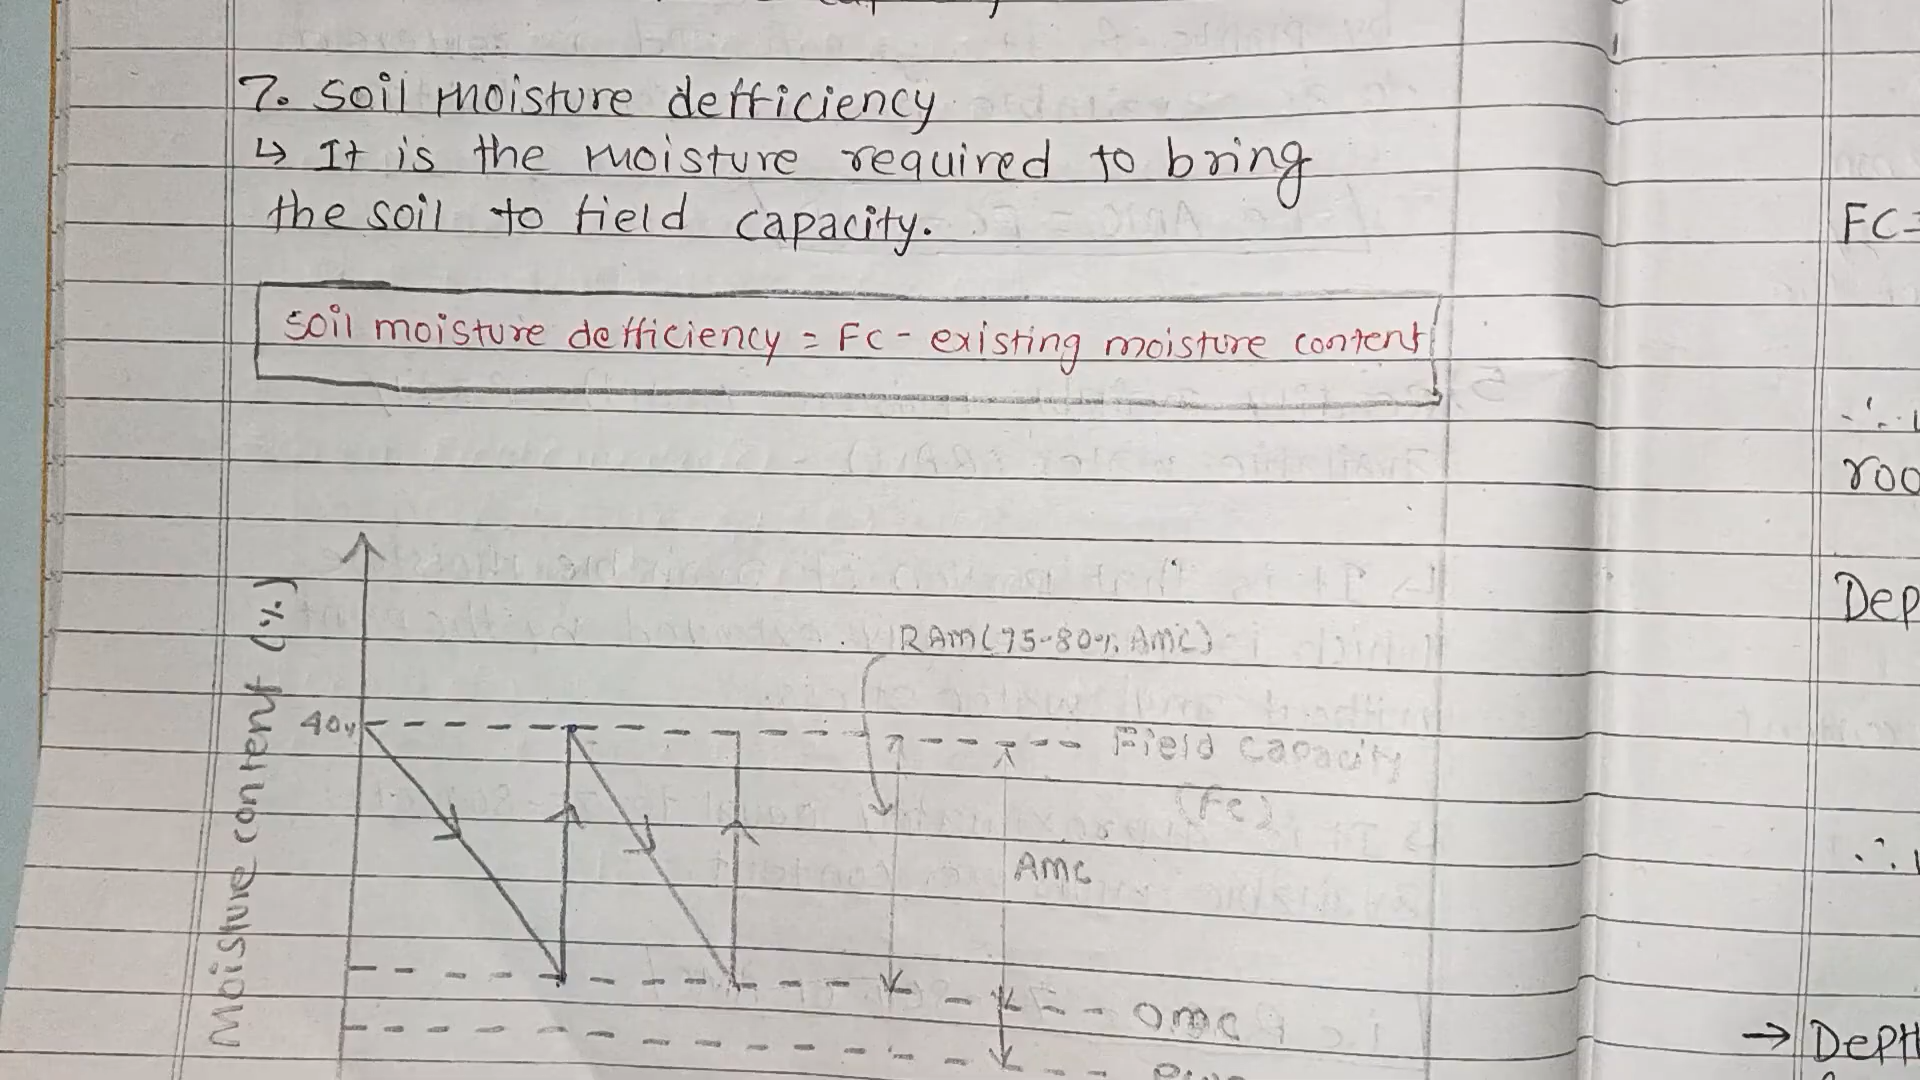 7. soil moisture defficiency
↳ It is the moisture required to bring
the soil to field capacity.
soil moisture defficiency = Fc - existing moisture content
Moisture content (%)
RAM (75-80% AMC)
40%
Field capacity
(Fc)
AMC
OMC
FC=
roo
Dep
→ Depth